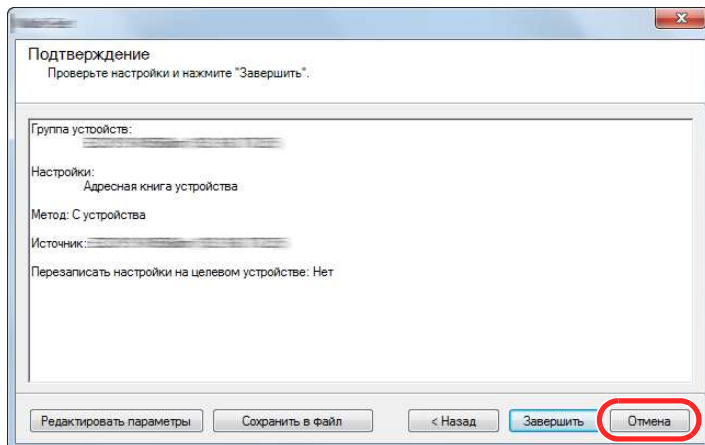 Подтверждение
Проверьте настройки и нажмите "Завершить".
Группа устройств:
Настройки:
Адресная книга устройства
Метод: С устройства
Источник:
Перезаписать настройки на целевом устройстве: Нет
Редактировать параметры
Сохранить в файл
< Назад
Завершить
Отмена